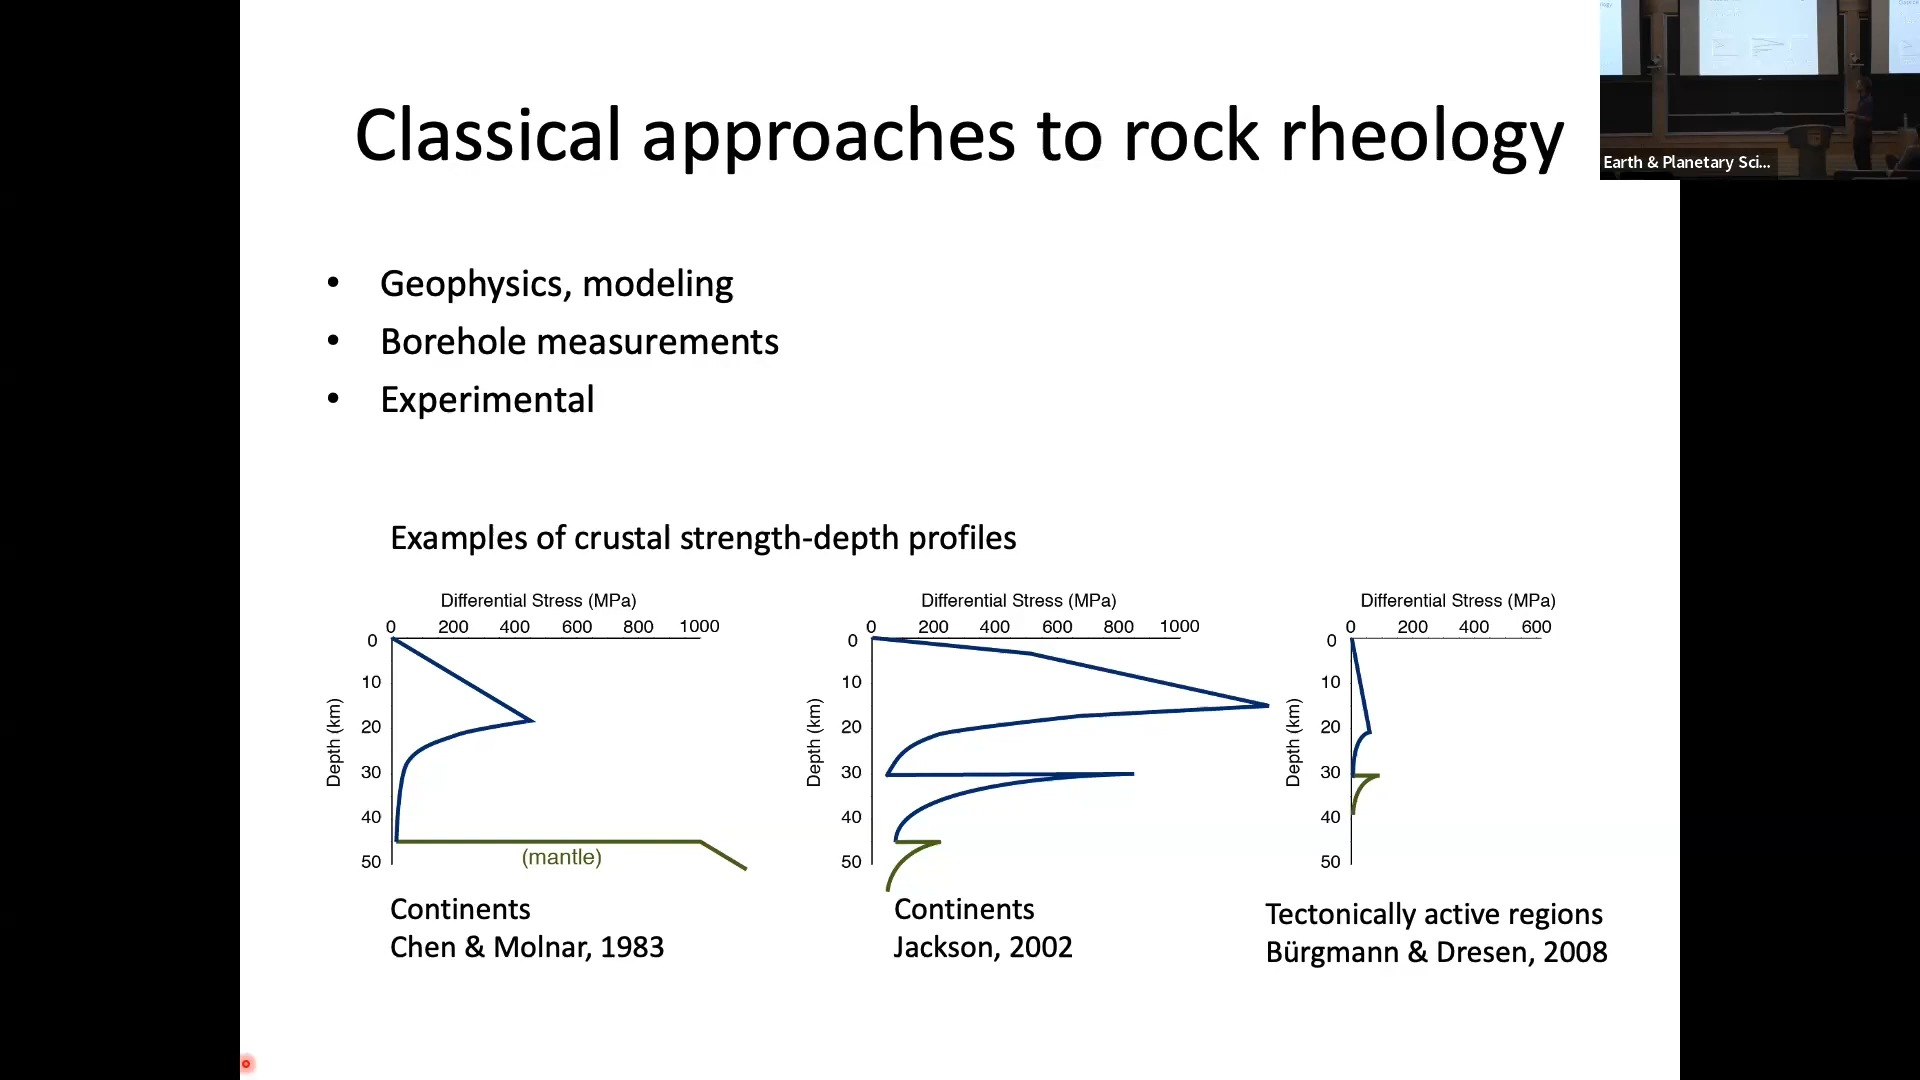 Classical approaches to rock rheology
Earth & Planetary Sci...
• Geophysics, modeling
• Borehole measurements
• Experimental
Examples of crustal strength-depth profiles
Differential Stress (MPa)
0 200 400 600 800 1000
0
10
20
30
40
50
Depth (km)
(mantle)
Continents
Chen & Molnar, 1983
Differential Stress (MPa)
0 200 400 600 800 1000
0
10
20
30
40
50
Depth (km)
Continents
Jackson, 2002
Differential Stress (MPa)
0 200 400 600
0
10
20
30
40
50
Depth (km)
Tectonically active regions
Bürgmann & Dresen, 2008